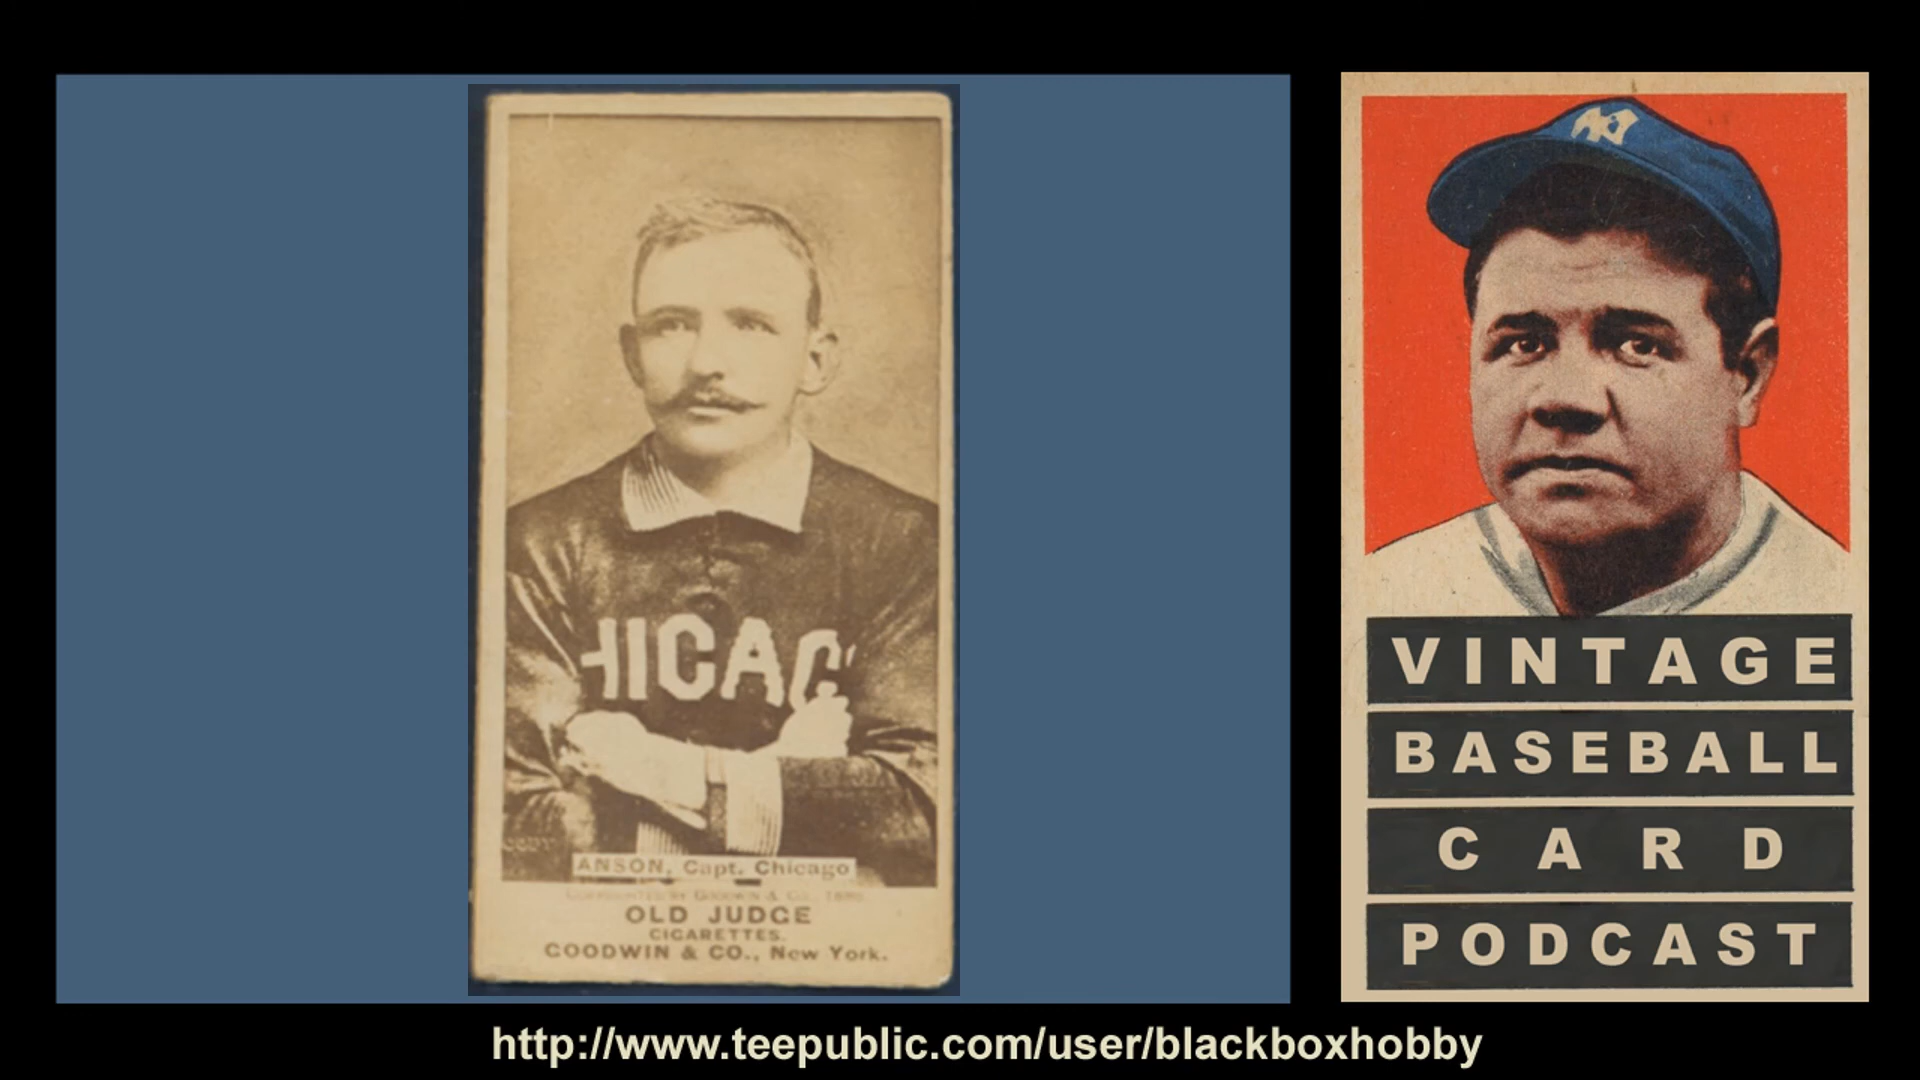 HICAG
ANSON, Capt. Chicago
OLD JUDGE
CIGARETTES.
GOODWIN & CO., New York.
NY
VINTAGE
BASEBALL
CARD
PODCAST
http://www.teepublic.com/user/blackboxhobby